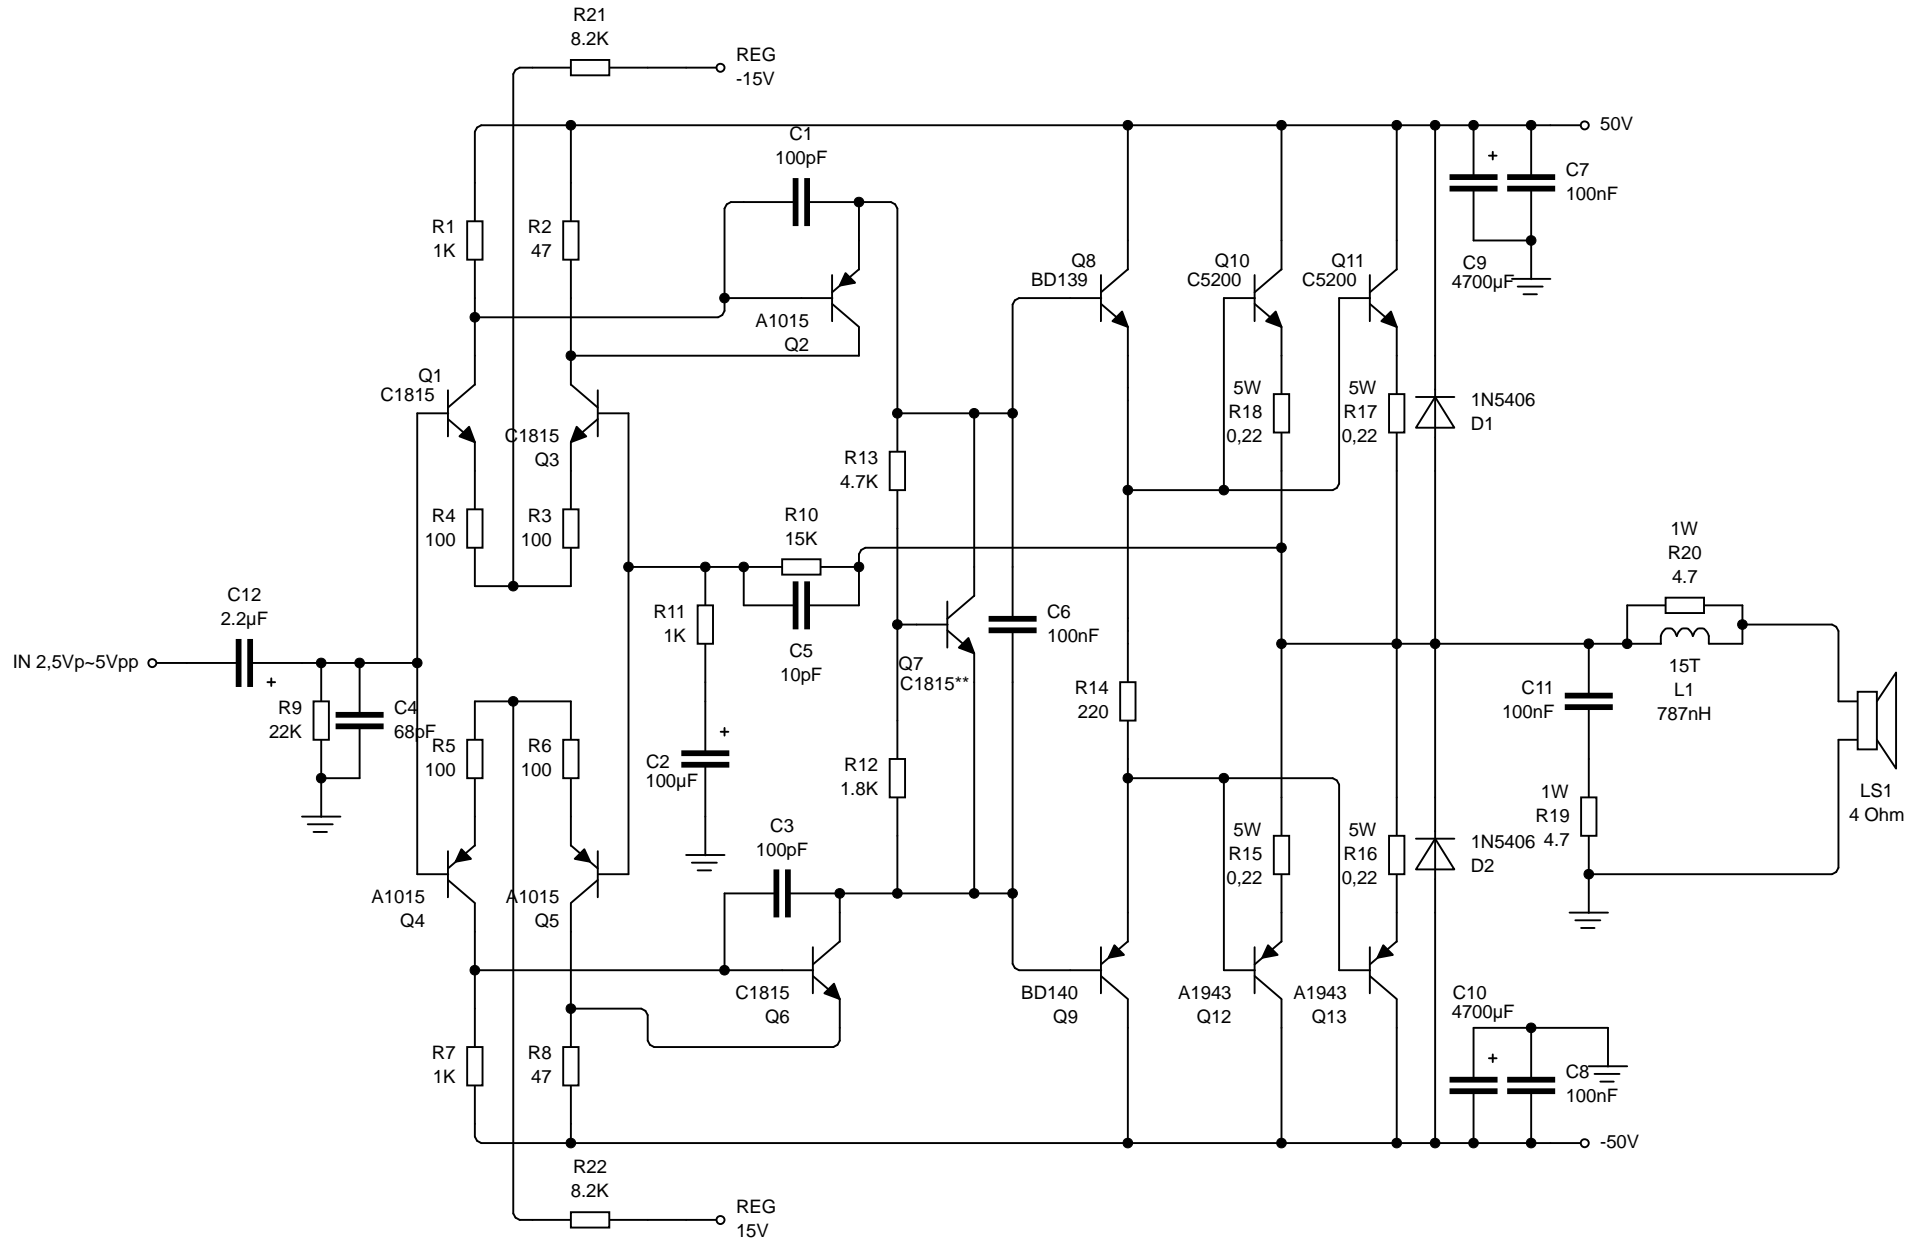 R21
8.2K
REG
-15V
C1
100pF
50V
C7
100nF
R1
1K
R2
47
C9
4700µF
Q8
BD139
Q10
C5200
Q11
C5200
A1015
Q2
Q1
C1815
C1815
Q3
5W
R18
0,22
5W
R17
0,22
1N5406
D1
R13
4.7K
R4
100
R3
100
R10
15K
1W
R20
4.7
C12
2.2µF
R11
1K
C5
10pF
C6
100nF
IN 2,5Vp~5Vpp
Q7
C1815**
15T
L1
787nH
R14
220
C11
100nF
R9
22K
C4
68pF
R5
100
R6
100
C2
100µF
+
+
R12
1.8K
1W
R19
4.7
LS1
4 Ohm
C3
100pF
5W
R15
0,22
5W
R16
0,22
1N5406
D2
A1015
Q4
A1015
Q5
C1815
Q6
BD140
Q9
A1943
Q12
A1943
Q13
C10
4700µF
+
+
R7
1K
R8
47
C8
100nF
-50V
R22
8.2K
REG
15V